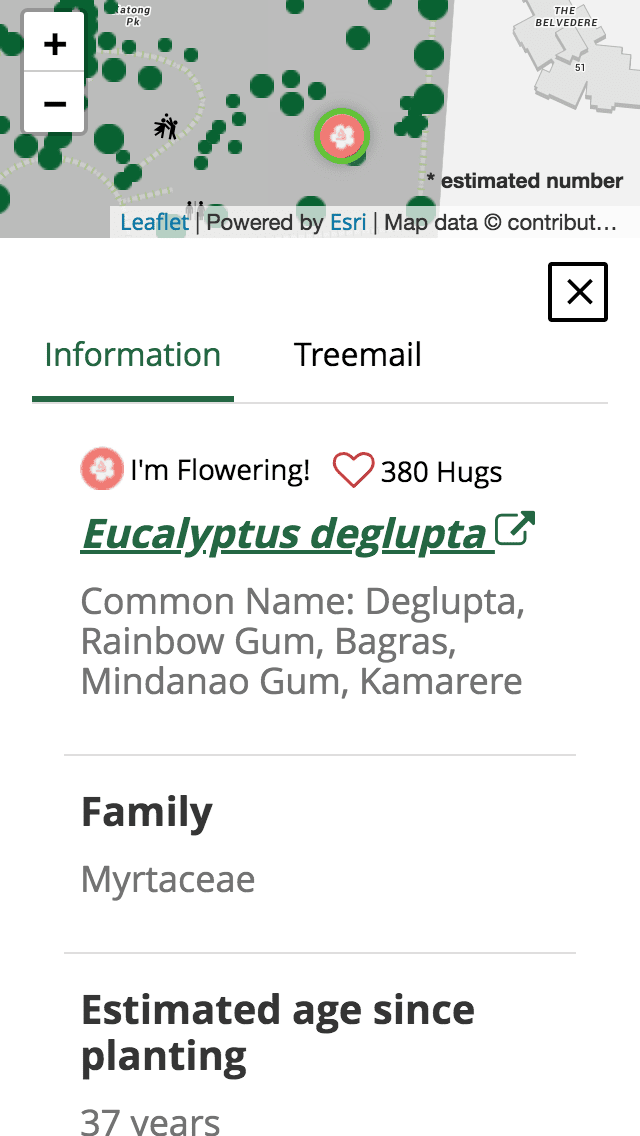 Katong
Pk
THE
BELVEDERE
51
+
−
* estimated number
Leaflet | Powered by Esri | Map data © contribut…
Information
Treemail
I'm Flowering!
380 Hugs
Eucalyptus deglupta
Common Name: Deglupta,
Rainbow Gum, Bagras,
Mindanao Gum, Kamarere
Family
Myrtaceae
Estimated age since
planting
37 years